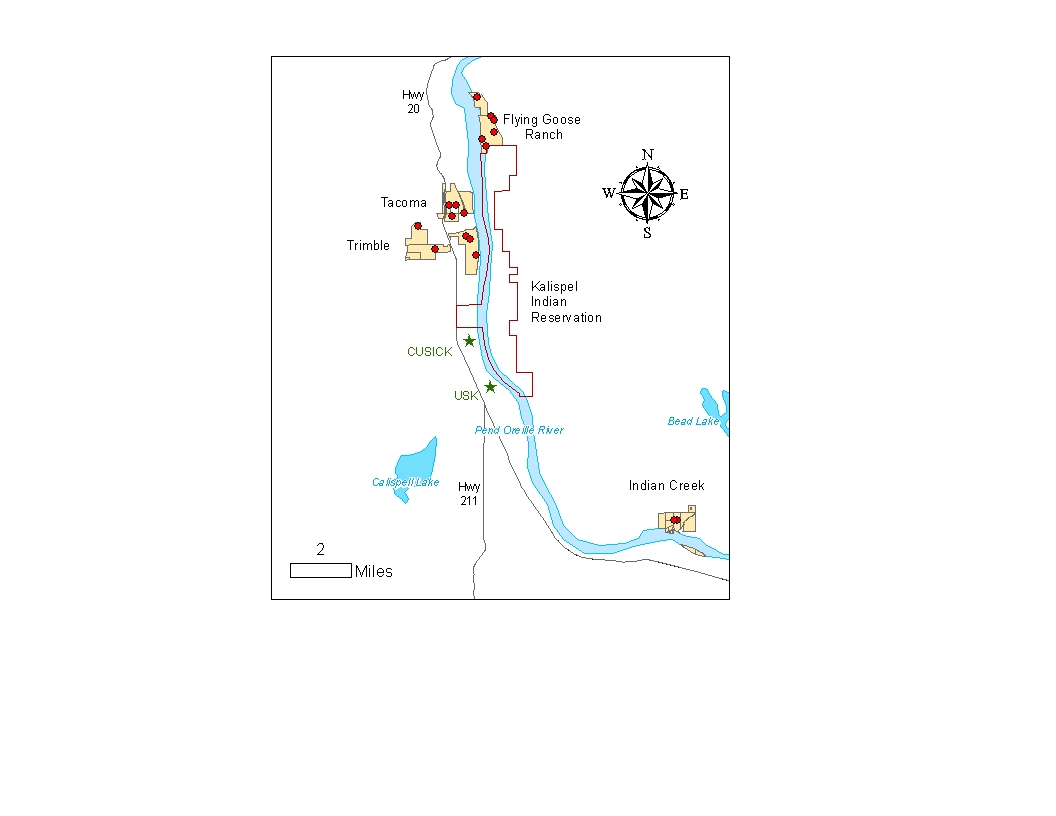 Hwy
20
Flying Goose
Ranch
N
W
E
S
Tacoma
Trimble
Kalispel
Indian
Reservation
CUSICK
USK
Bead Lake
Pend Oreille River
Calispell Lake
Hwy
211
Indian Creek
2
Miles